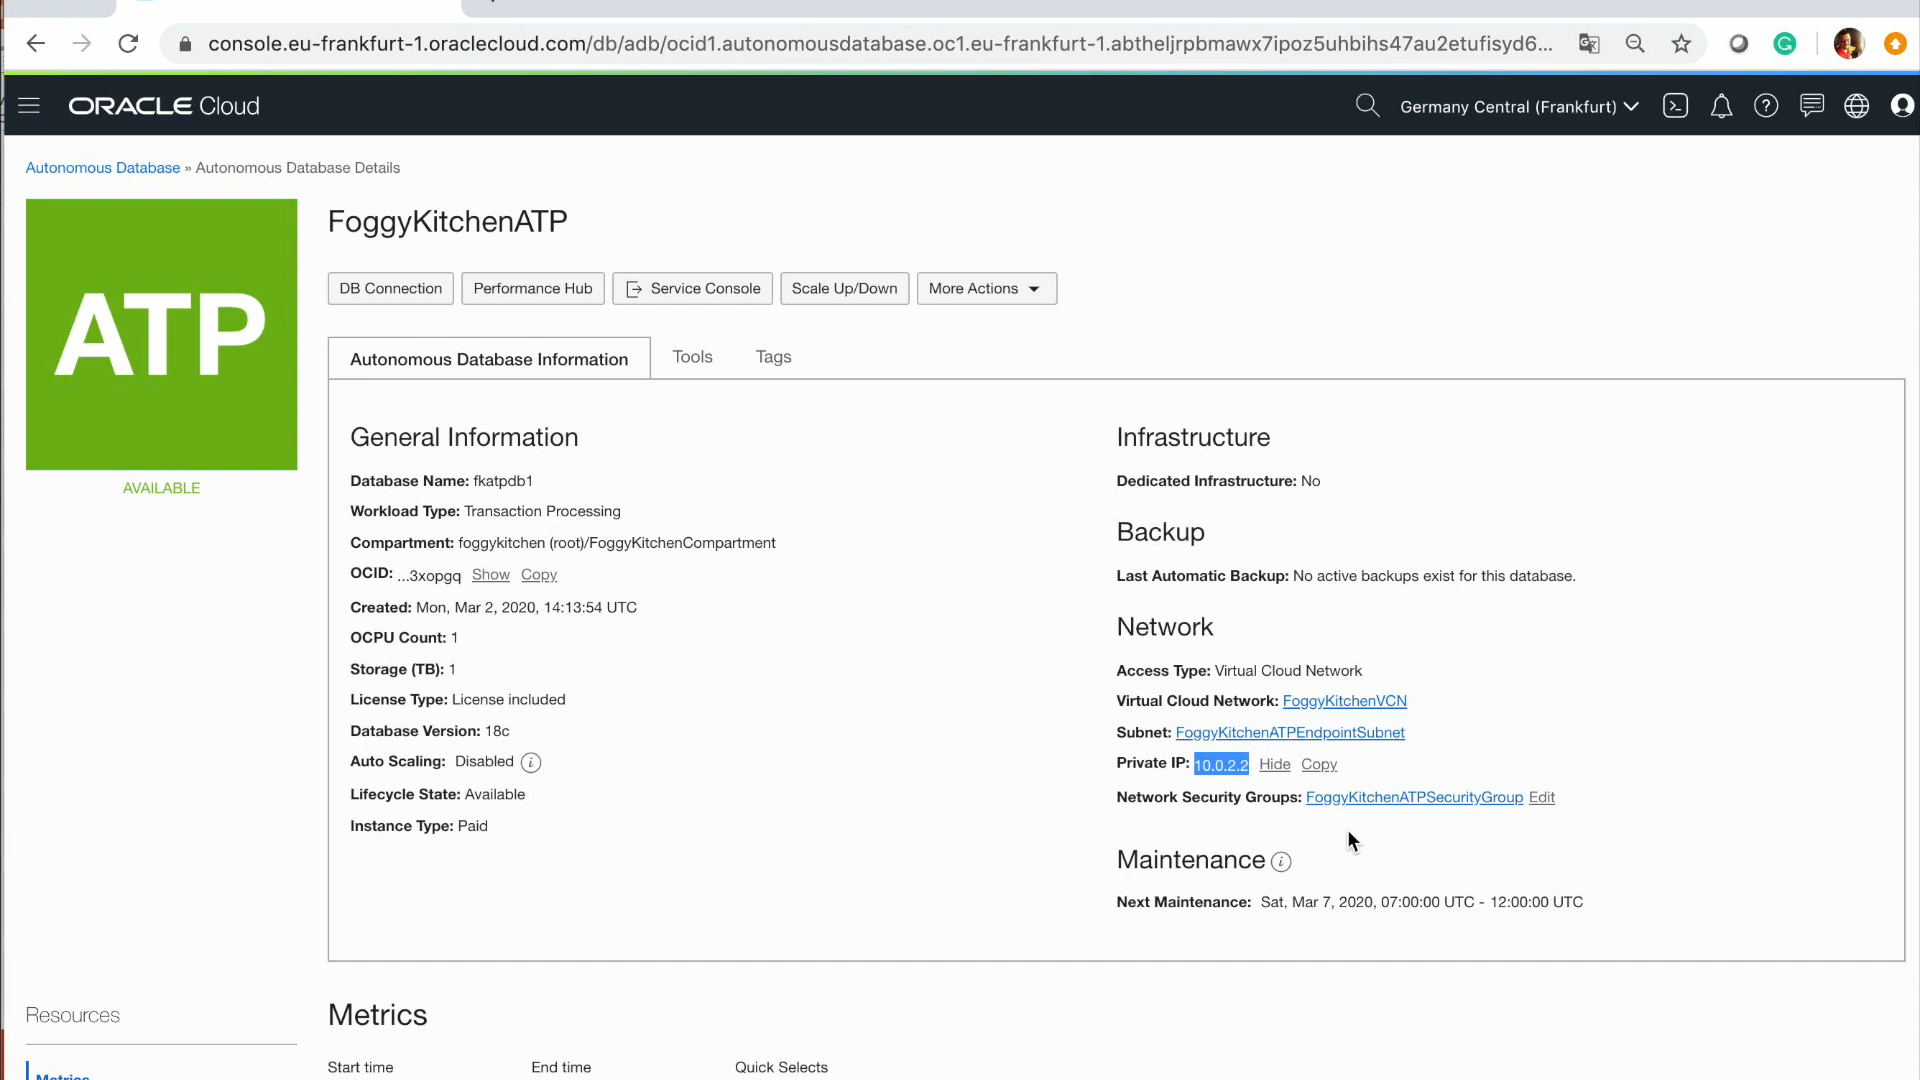 console.eu-frankfurt-1.oraclecloud.com/db/adb/ocid1.autonomousdatabase.oc1.eu-frankfurt-1.abtheljrpbmawx7ipoz5uhbihs47au2etufisyd6...
ORACLE Cloud
Germany Central (Frankfurt)
Autonomous Database » Autonomous Database Details
ATP
AVAILABLE
FoggyKitchenATP
DB Connection
Performance Hub
Service Console
Scale Up/Down
More Actions
Autonomous Database Information
Tools
Tags
General Information
Database Name: fkatpdb1
Workload Type: Transaction Processing
Compartment: foggykitchen (root)/FoggyKitchenCompartment
OCID: ...3xopgq Show Copy
Created: Mon, Mar 2, 2020, 14:13:54 UTC
OCPU Count: 1
Storage (TB): 1
License Type: License included
Database Version: 18c
Auto Scaling: Disabled i
Lifecycle State: Available
Instance Type: Paid
Infrastructure
Dedicated Infrastructure: No
Backup
Last Automatic Backup: No active backups exist for this database.
Network
Access Type: Virtual Cloud Network
Virtual Cloud Network: FoggyKitchenVCN
Subnet: FoggyKitchenATPEndpointSubnet
Private IP: 10.0.2.2 Hide Copy
Network Security Groups: FoggyKitchenATPSecurityGroup Edit
Maintenance i
Next Maintenance: Sat, Mar 7, 2020, 07:00:00 UTC - 12:00:00 UTC
Resources
Metrics
Metrics
Start time
End time
Quick Selects